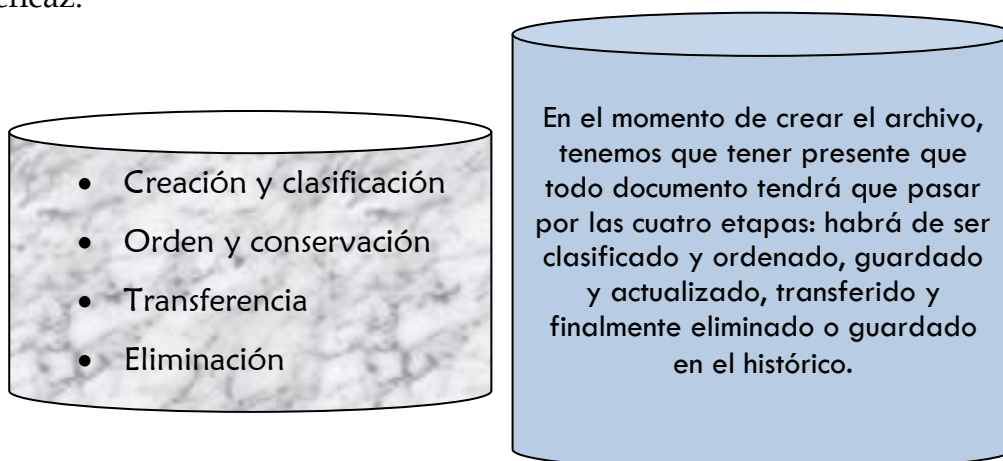 eficaz.
• Creación y clasificación
• Orden y conservación
• Transferencia
• Eliminación
En el momento de crear el archivo,
tenemos que tener presente que
todo documento tendrá que pasar
por las cuatro etapas: habrá de ser
clasificado y ordenado, guardado
y actualizado, transferido y
finalmente eliminado o guardado
en el histórico.